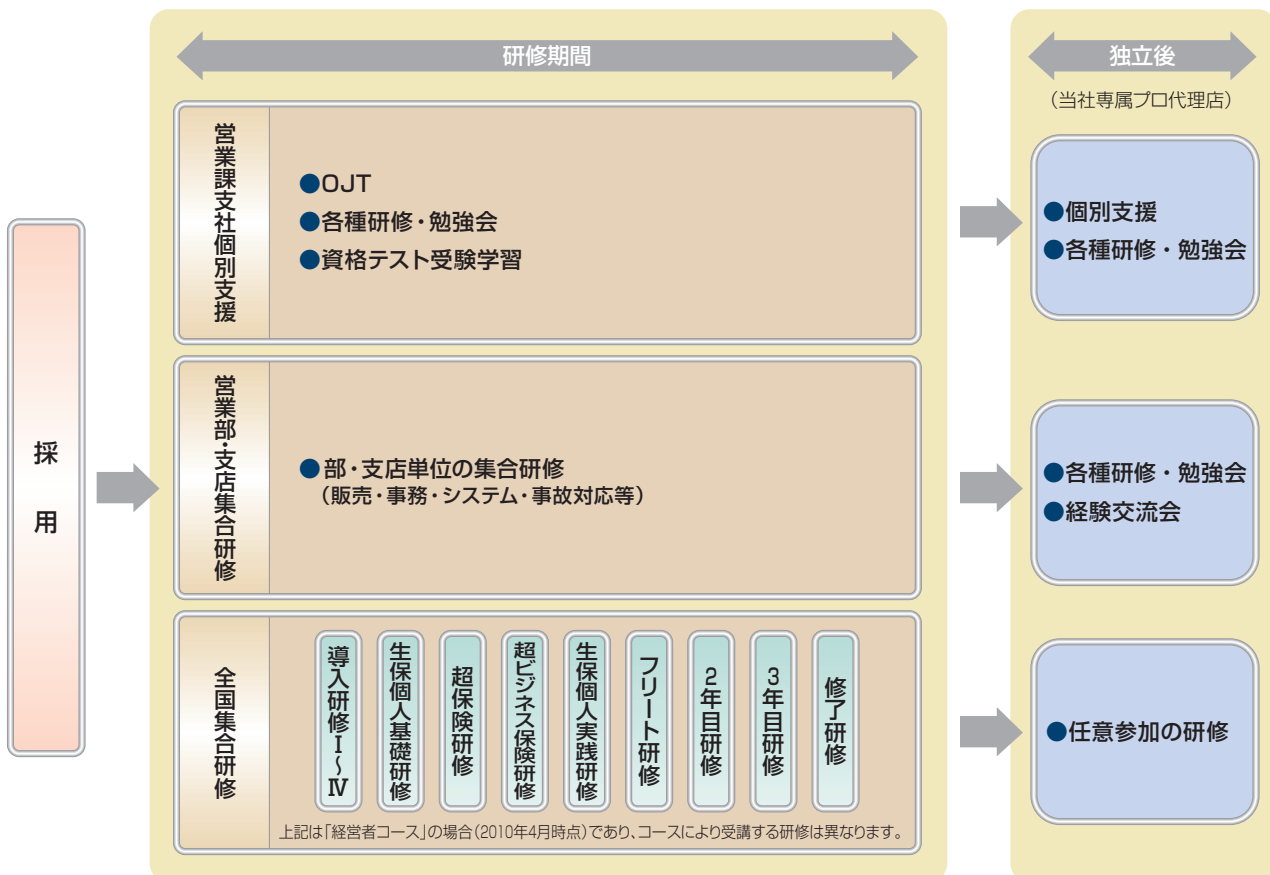 研修期間
独立後
（当社専属プロ代理店）
採用
営業課支社個別支援
●OJT
●各種研修・勉強会
●資格テスト受験学習
●個別支援
●各種研修・勉強会
営業部・支店集合研修
●部・支店単位の集合研修
（販売・事務・システム・事故対応等）
●各種研修・勉強会
●経験交流会
全国集合研修
導入研修Ⅰ～Ⅳ
生保個人基礎研修
超保険研修
超ビジネス保険研修
生保個人実践研修
フリート研修
2年目研修
3年目研修
修了研修
上記は「経営者コース」の場合（2010年4月時点）であり、コースにより受講する研修は異なります。
●任意参加の研修